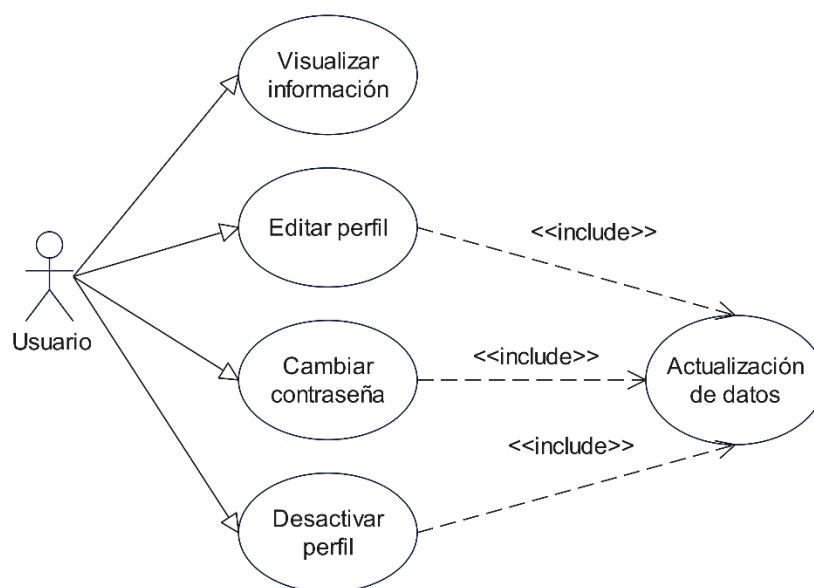 Visualizar
información
Editar perfil
<<include>>
Usuario
Cambiar
contraseña
<<include>>
Actualización
de datos
<<include>>
Desactivar
perfil